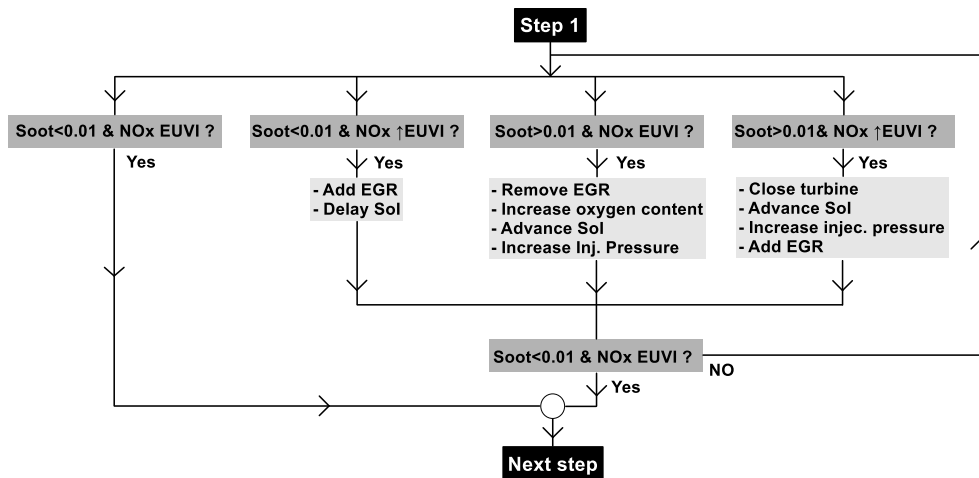 Step 1
Soot<0.01 & NOx EUVI ?
Soot<0.01 & NOx ↑EUVI ?
Soot>0.01 & NOx EUVI ?
Soot>0.01& NOx ↑EUVI ?
Yes
Yes
Yes
Yes
- Add EGR
- Delay SoI
- Remove EGR
- Increase oxygen content
- Advance SoI
- Increase Inj. Pressure
- Close turbine
- Advance SoI
- Increase injec. pressure
- Add EGR
Soot<0.01 & NOx EUVI ?
NO
Yes
Next step